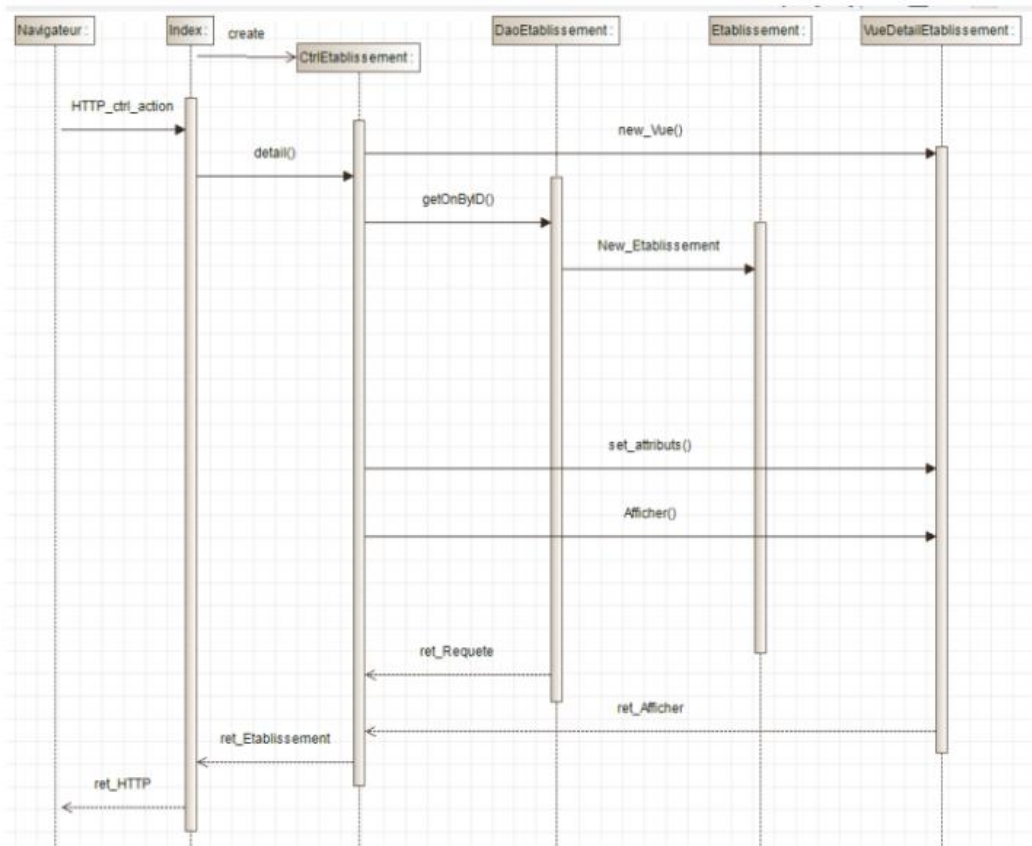 Navigateur :
Index :
create
CtrlEtablissement :
DaoEtablissement :
Etablissement :
VueDetailEtablissement :
HTTP_ctrl_action
new_Vue()
detail()
getOnByID()
New_Etablissement
set_attributs()
Afficher()
ret_Requete
ret_Afficher
ret_Etablissement
ret_HTTP